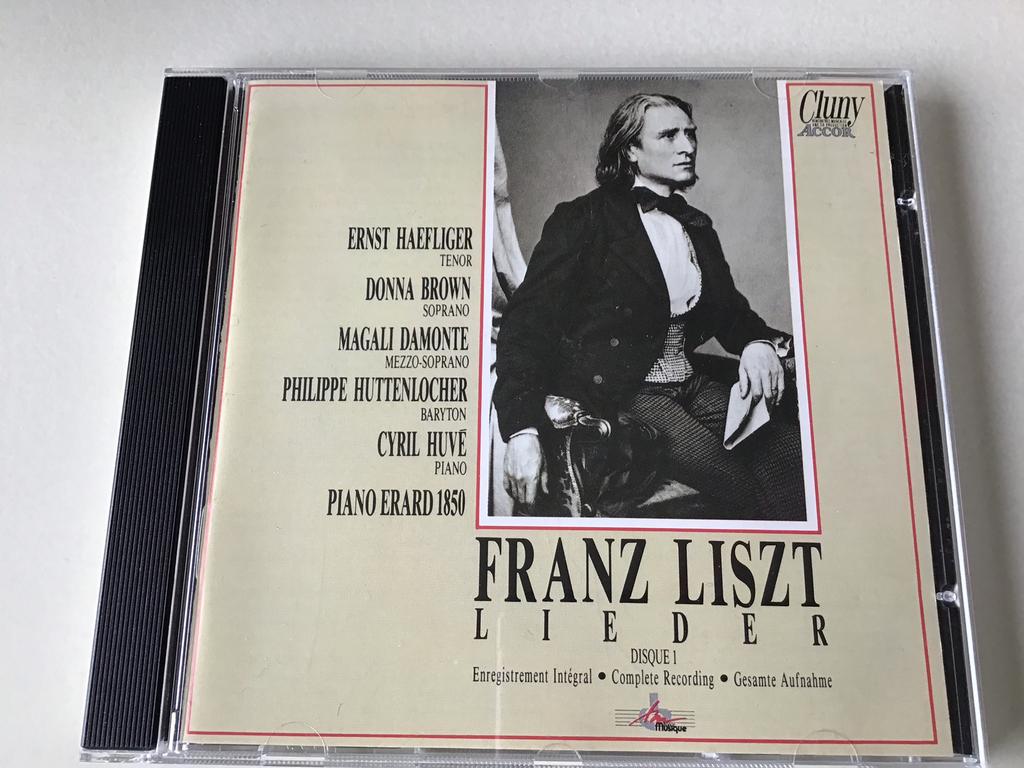 Cluny
ACCOR
ERNST HAEFLIGER
TENOR
DONNA BROWN
SOPRANO
MAGALI DAMONTE
MEZZO-SOPRANO
PHILIPPE HUTTENLOCHER
BARYTON
CYRIL HUVÉ
PIANO
PIANO ERARD 1850
FRANZ LISZT
LIEDER
DISQUE 1
Enregistrement Intégral • Complete Recording • Gesamte Aufnahme
Musique